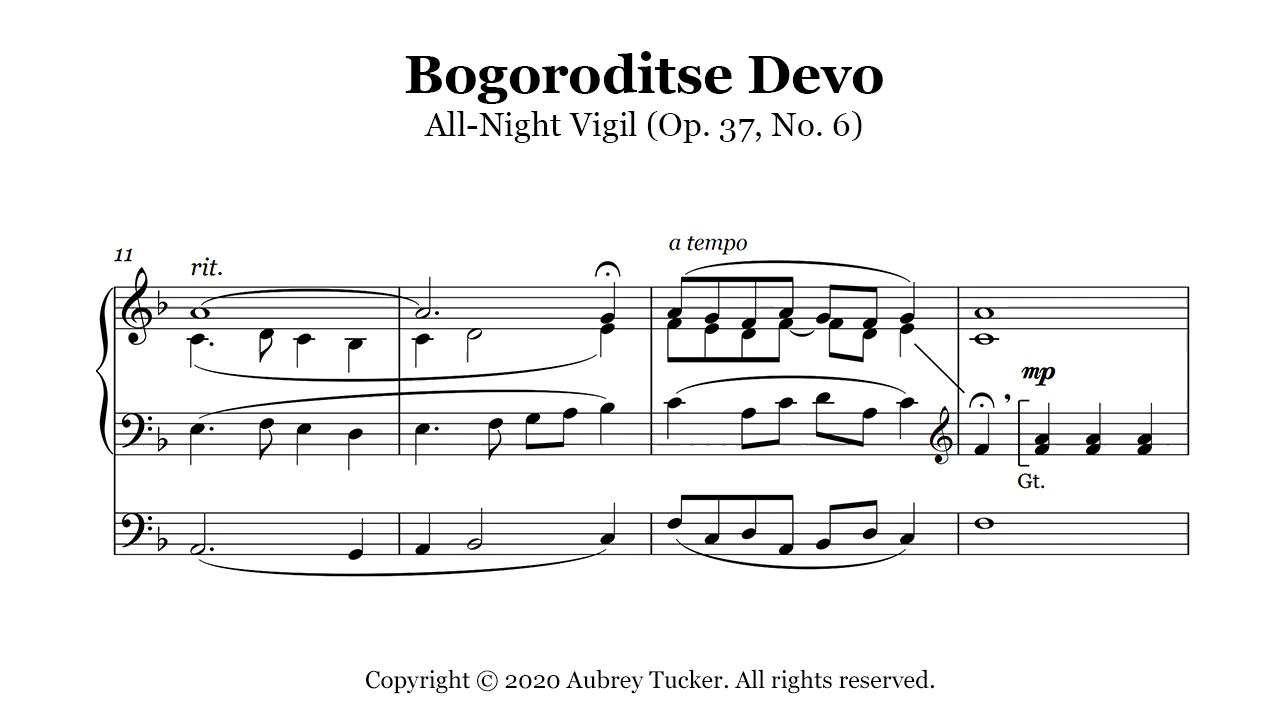 Bogoroditse Devo
All-Night Vigil (Op. 37, No. 6)
11
rit.
a tempo
mp
Gt.
Copyright © 2020 Aubrey Tucker. All rights reserved.